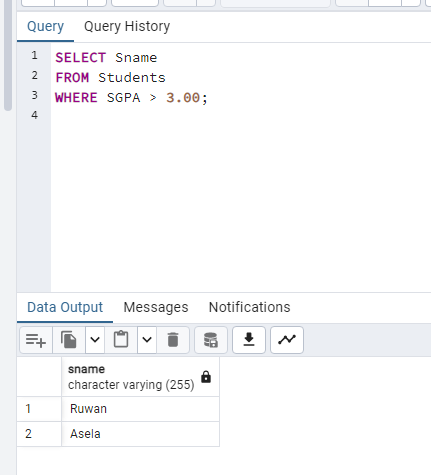 Query Query History
1 SELECT Sname
2 FROM Students
3 WHERE SGPA > 3.00;
4
Data Output Messages Notifications
sname
character varying (255)
1 Ruwan
2 Asela